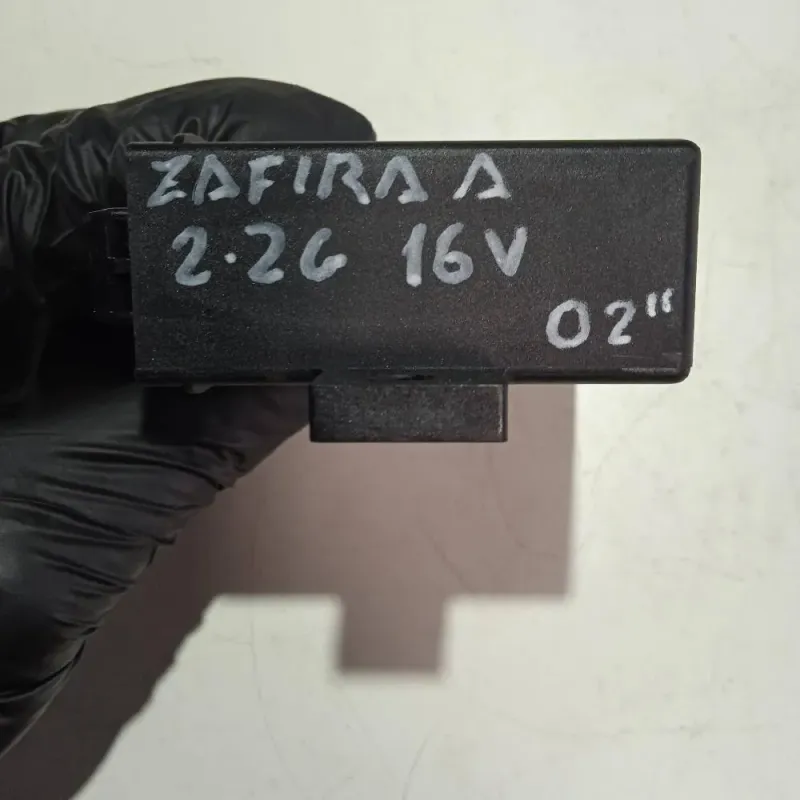 ZAFIRA A
2.2G 16V
02"